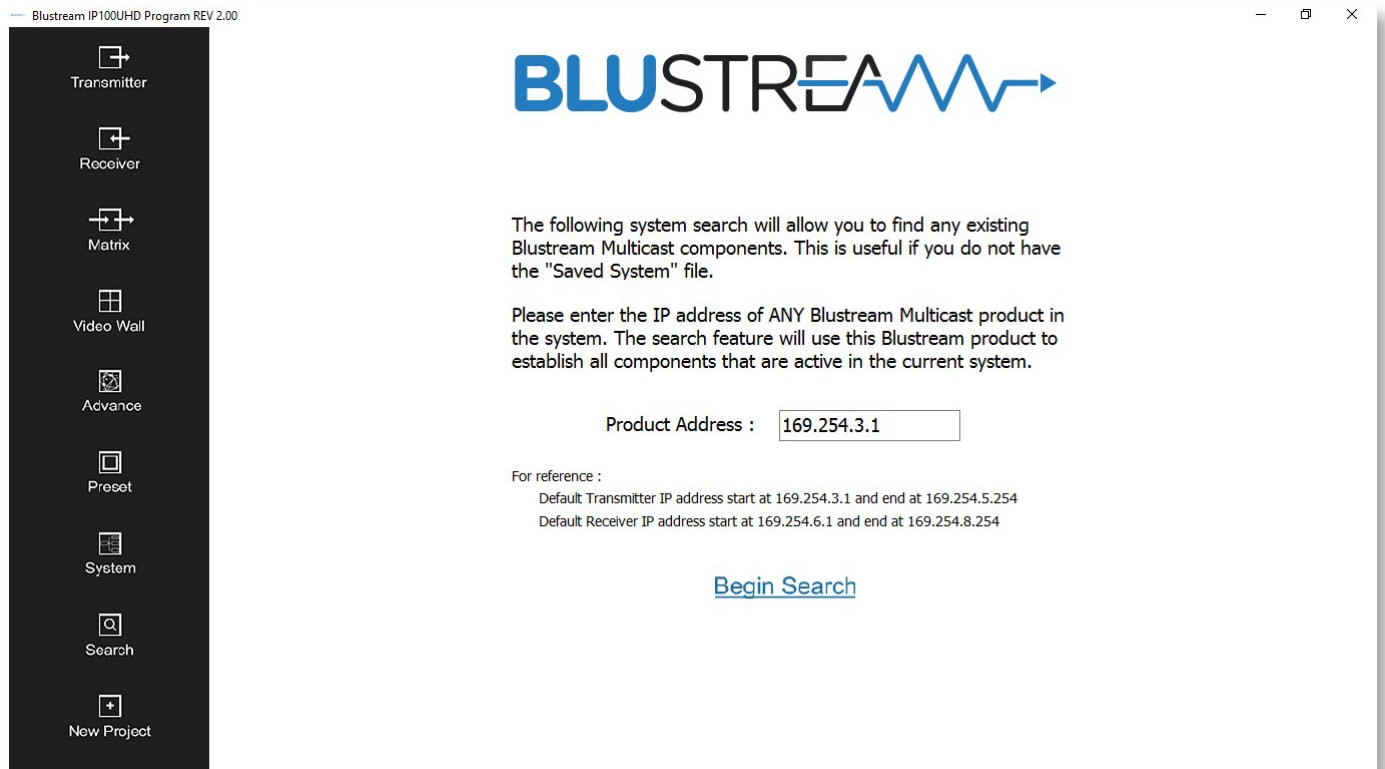 Blustream IP100UHD Program REV 2.00
Transmitter
Receiver
Matrix
Video Wall
Advance
Preset
System
Search
New Project
BLUSTREAM
The following system search will allow you to find any existing
Blustream Multicast components. This is useful if you do not have
the "Saved System" file.
Please enter the IP address of ANY Blustream Multicast product in
the system. The search feature will use this Blustream product to
establish all components that are active in the current system.
Product Address : 169.254.3.1
For reference :
Default Transmitter IP address start at 169.254.3.1 and end at 169.254.5.254
Default Receiver IP address start at 169.254.6.1 and end at 169.254.8.254
Begin Search